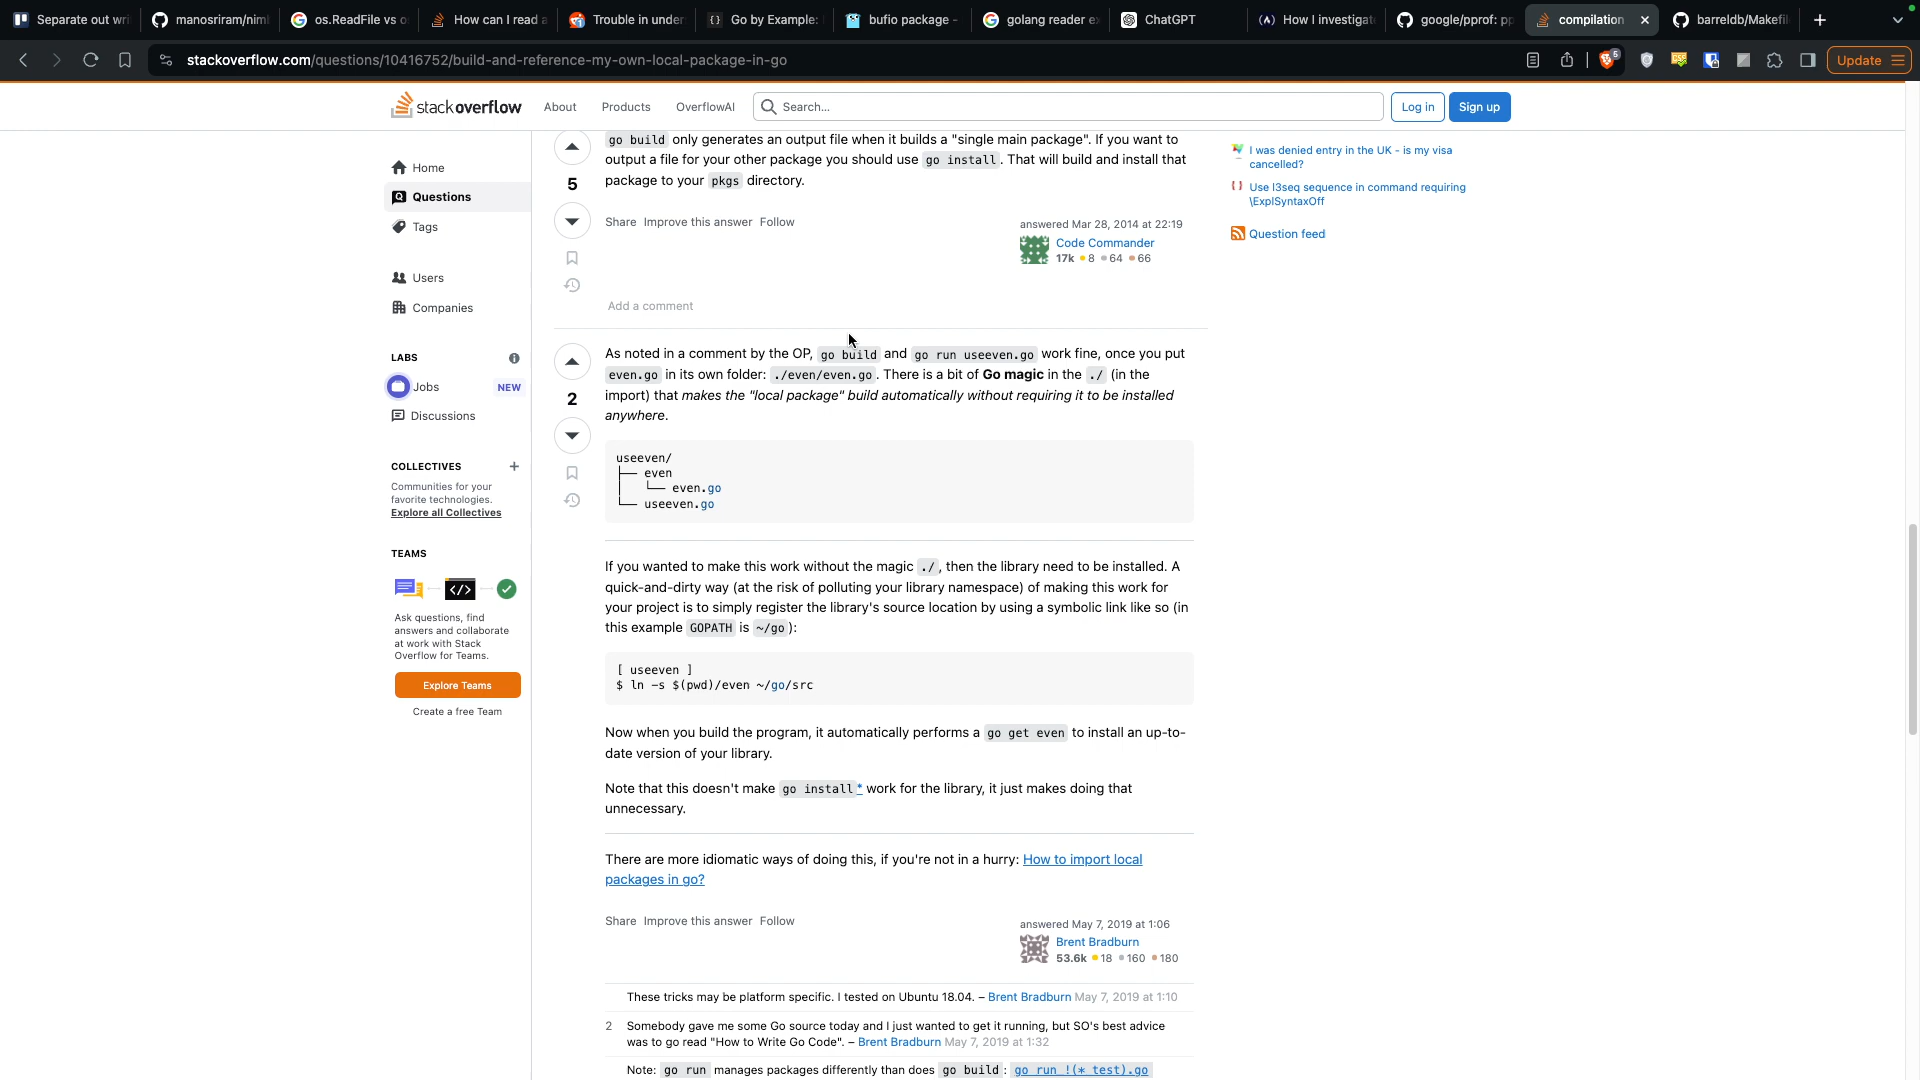 Separate out wri
manosriram/niml
os.ReadFile vs o
How can I read a
Trouble in under
Go by Example:
bufio package -
golang reader e
ChatGPT
How I investigat
google/pprof: pp
compilation
barreldb/Makefil
stackoverflow.com/questions/10416752/build-and-reference-my-own-local-package-in-go
5
Update
stackoverflow
About
Products
OverflowAI
Search...
Log in
Sign up
Home
Questions
Tags
Users
Companies
LABS
Jobs
NEW
Discussions
COLLECTIVES
Communities for your
favorite technologies.
Explore all Collectives
TEAMS
Ask questions, find
answers and collaborate
at work with Stack
Overflow for Teams.
Explore Teams
Create a free Team
go build only generates an output file when it builds a "single main package". If you want to
output a file for your other package you should use go install. That will build and install that
package to your pkgs directory.
5
Share Improve this answer Follow
answered Mar 28, 2014 at 22:19
Code Commander
17k 8 64 66
Add a comment
As noted in a comment by the OP, go build and go run useeven.go work fine, once you put
even.go in its own folder: ./even/even.go. There is a bit of Go magic in the ./ (in the
import) that makes the "local package" build automatically without requiring it to be installed
anywhere.
2
useeven/
├── even
│   └── even.go
└── useeven.go
If you wanted to make this work without the magic ./, then the library need to be installed. A
quick-and-dirty way (at the risk of polluting your library namespace) of making this work for
your project is to simply register the library's source location by using a symbolic link like so (in
this example GOPATH is ~/go):
[ useeven ]
$ ln -s $(pwd)/even ~/go/src
Now when you build the program, it automatically performs a go get even to install an up-to-
date version of your library.
Note that this doesn't make go install* work for the library, it just makes doing that
unnecessary.
There are more idiomatic ways of doing this, if you're not in a hurry: How to import local
packages in go?
Share Improve this answer Follow
answered May 7, 2019 at 1:06
Brent Bradburn
53.6k 18 160 180
These tricks may be platform specific. I tested on Ubuntu 18.04. – Brent Bradburn May 7, 2019 at 1:10
2 Somebody gave me some Go source today and I just wanted to get it running, but SO's best advice
was to go read "How to Write Go Code". – Brent Bradburn May 7, 2019 at 1:32
Note: go run manages packages differently than does go build: go run !(*_test).go
I was denied entry in the UK - is my visa
cancelled?
Use l3seq sequence in command requiring
\ExplSyntaxOff
Question feed